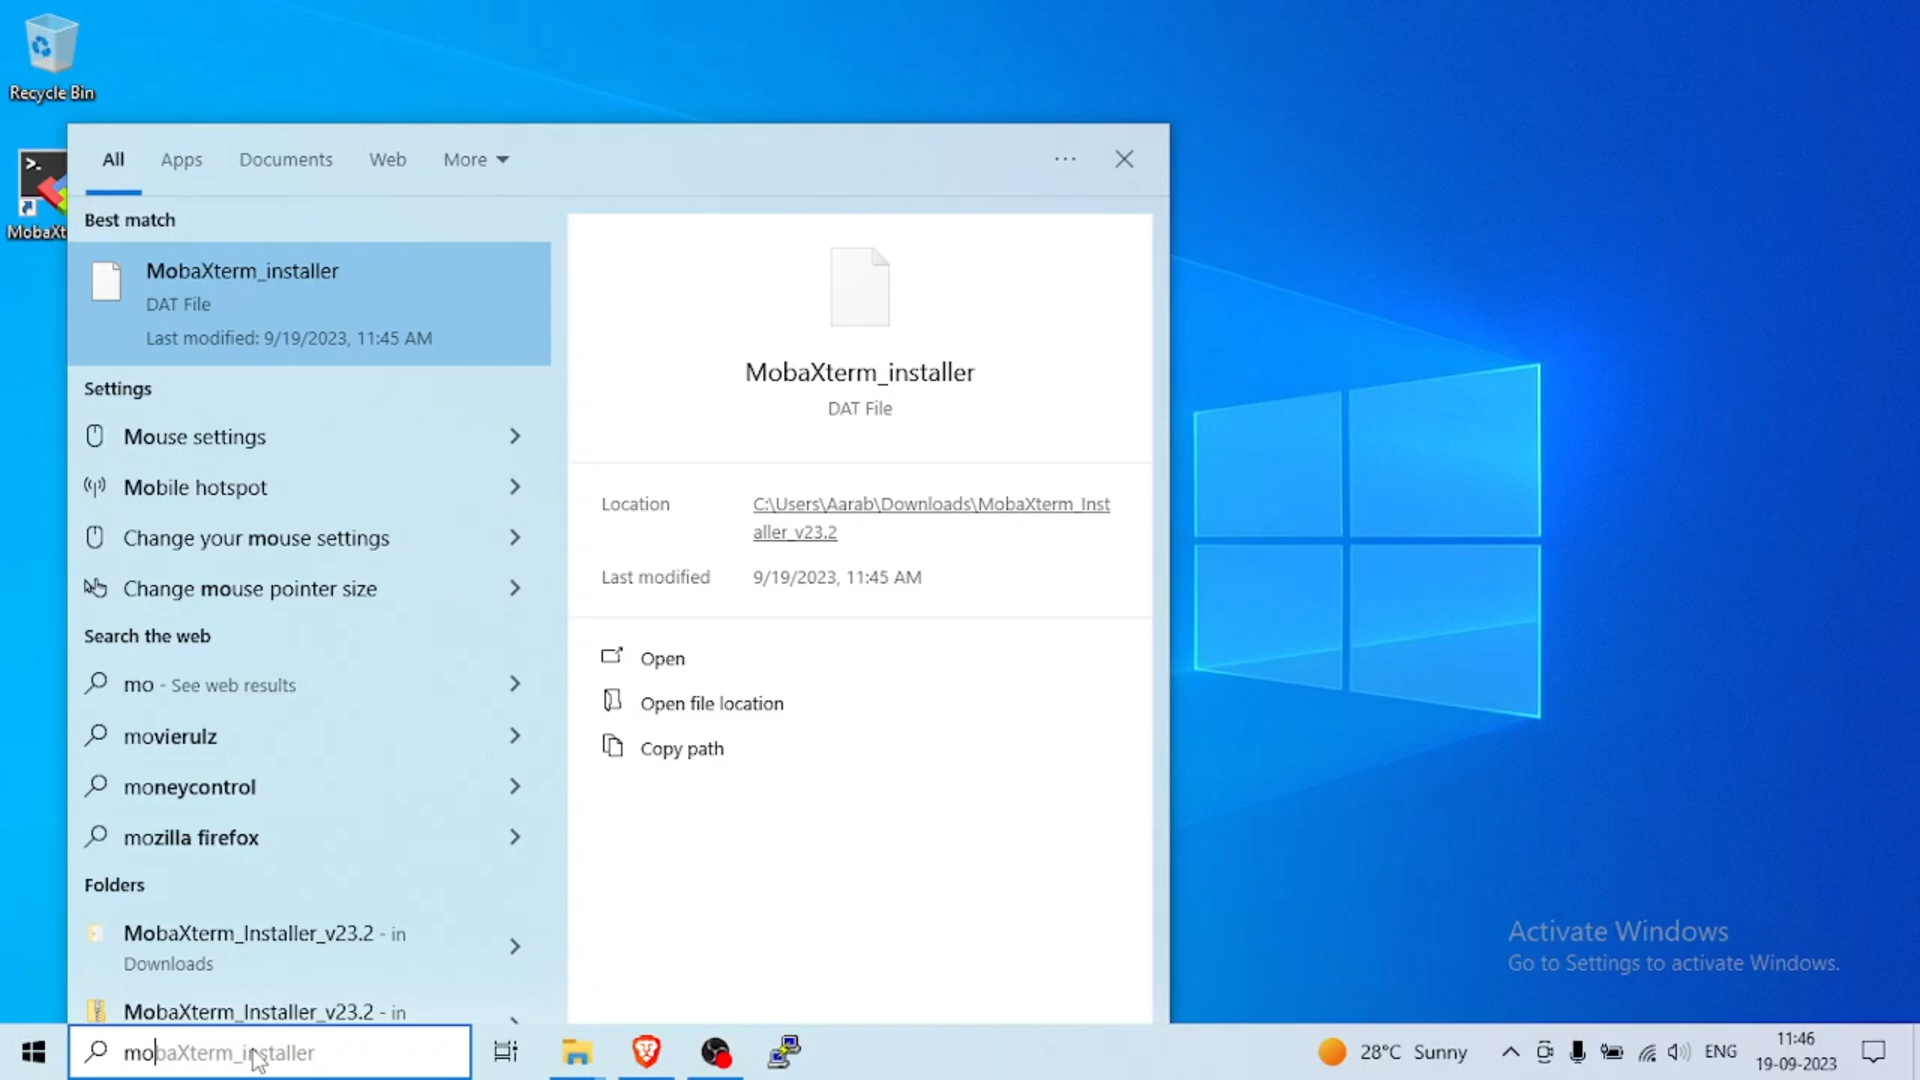 Recycle Bin
MobaXt
All Apps Documents Web More
Best match
MobaXterm_installer
DAT File
Last modified: 9/19/2023, 11:45 AM
Settings
Mouse settings
Mobile hotspot
Change your mouse settings
Change mouse pointer size
Search the web
mo - See web results
movierulz
moneycontrol
mozilla firefox
Folders
MobaXterm_Installer_v23.2 - in
Downloads
MobaXterm_Installer_v23.2 - in
MobaXterm_installer
DAT File
Location C:\Users\Aarab\Downloads\MobaXterm_Inst
aller_v23.2
Last modified 9/19/2023, 11:45 AM
Open
Open file location
Copy path
Activate Windows
Go to Settings to activate Windows.
mobaXterm_installer
28°C Sunny
ENG
11:46
19-09-2023